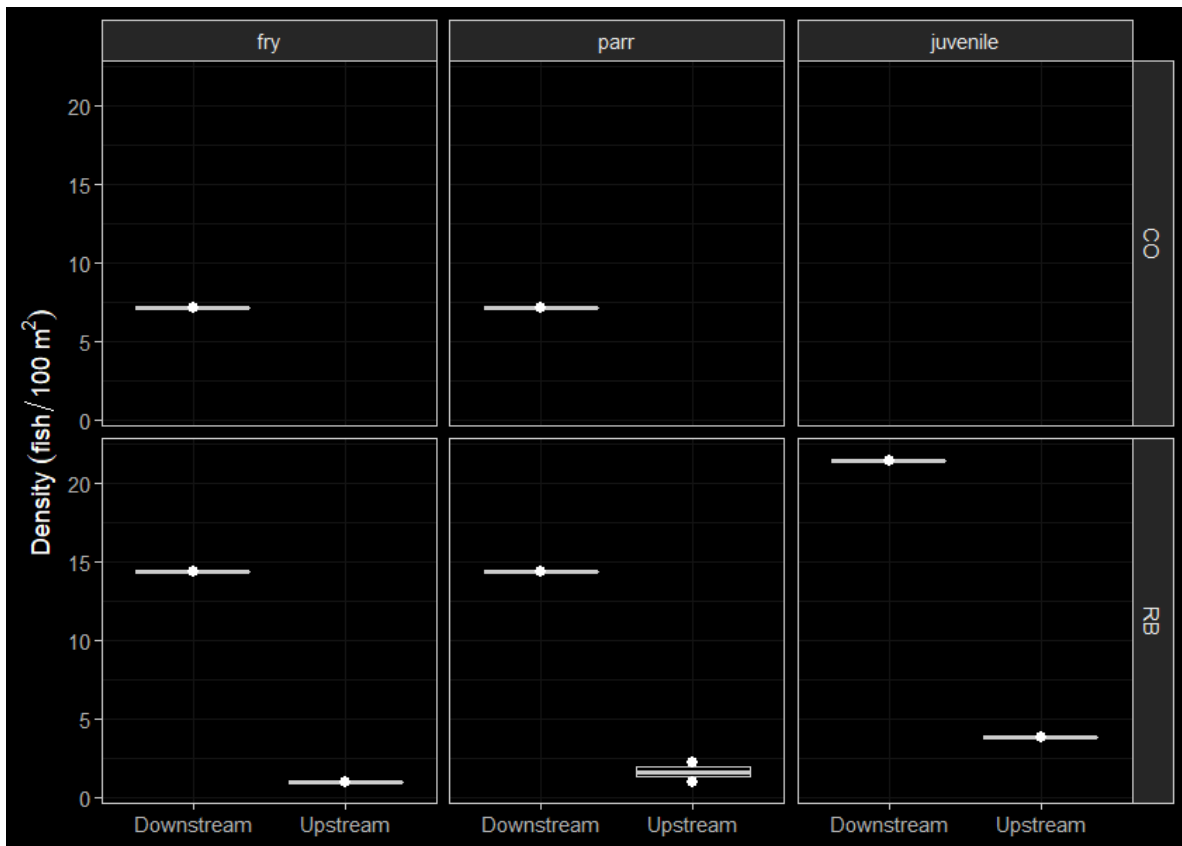 fry parr juvenile
20
15
10
5
0
CO
Density (fish/100 m²)
20
15
10
5
0
RB
Downstream Upstream Downstream Upstream Downstream Upstream